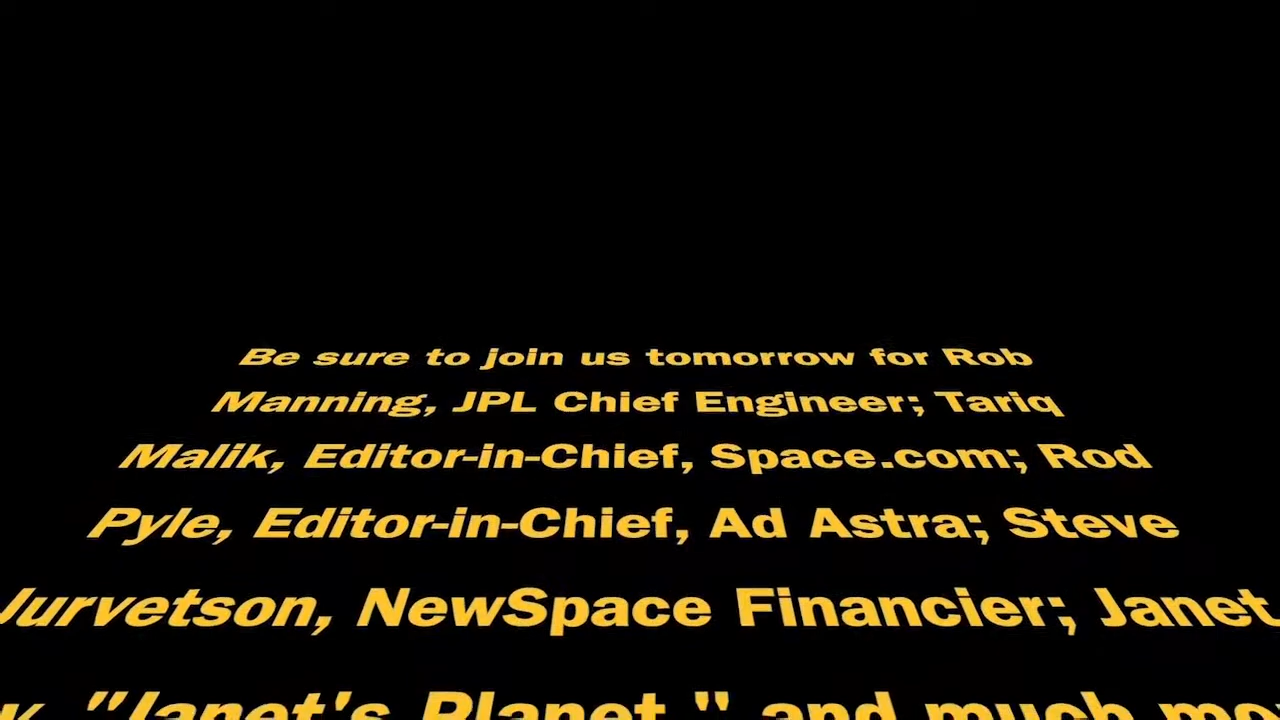 Be sure to join us tomorrow for Rob
Manning, JPL Chief Engineer; Tariq
Malik, Editor-in-Chief, Space.com; Rod
Pyle, Editor-in-Chief, Ad Astra; Steve
Jurvetson, NewSpace Financier; Janet
"Janet's Planet," and much